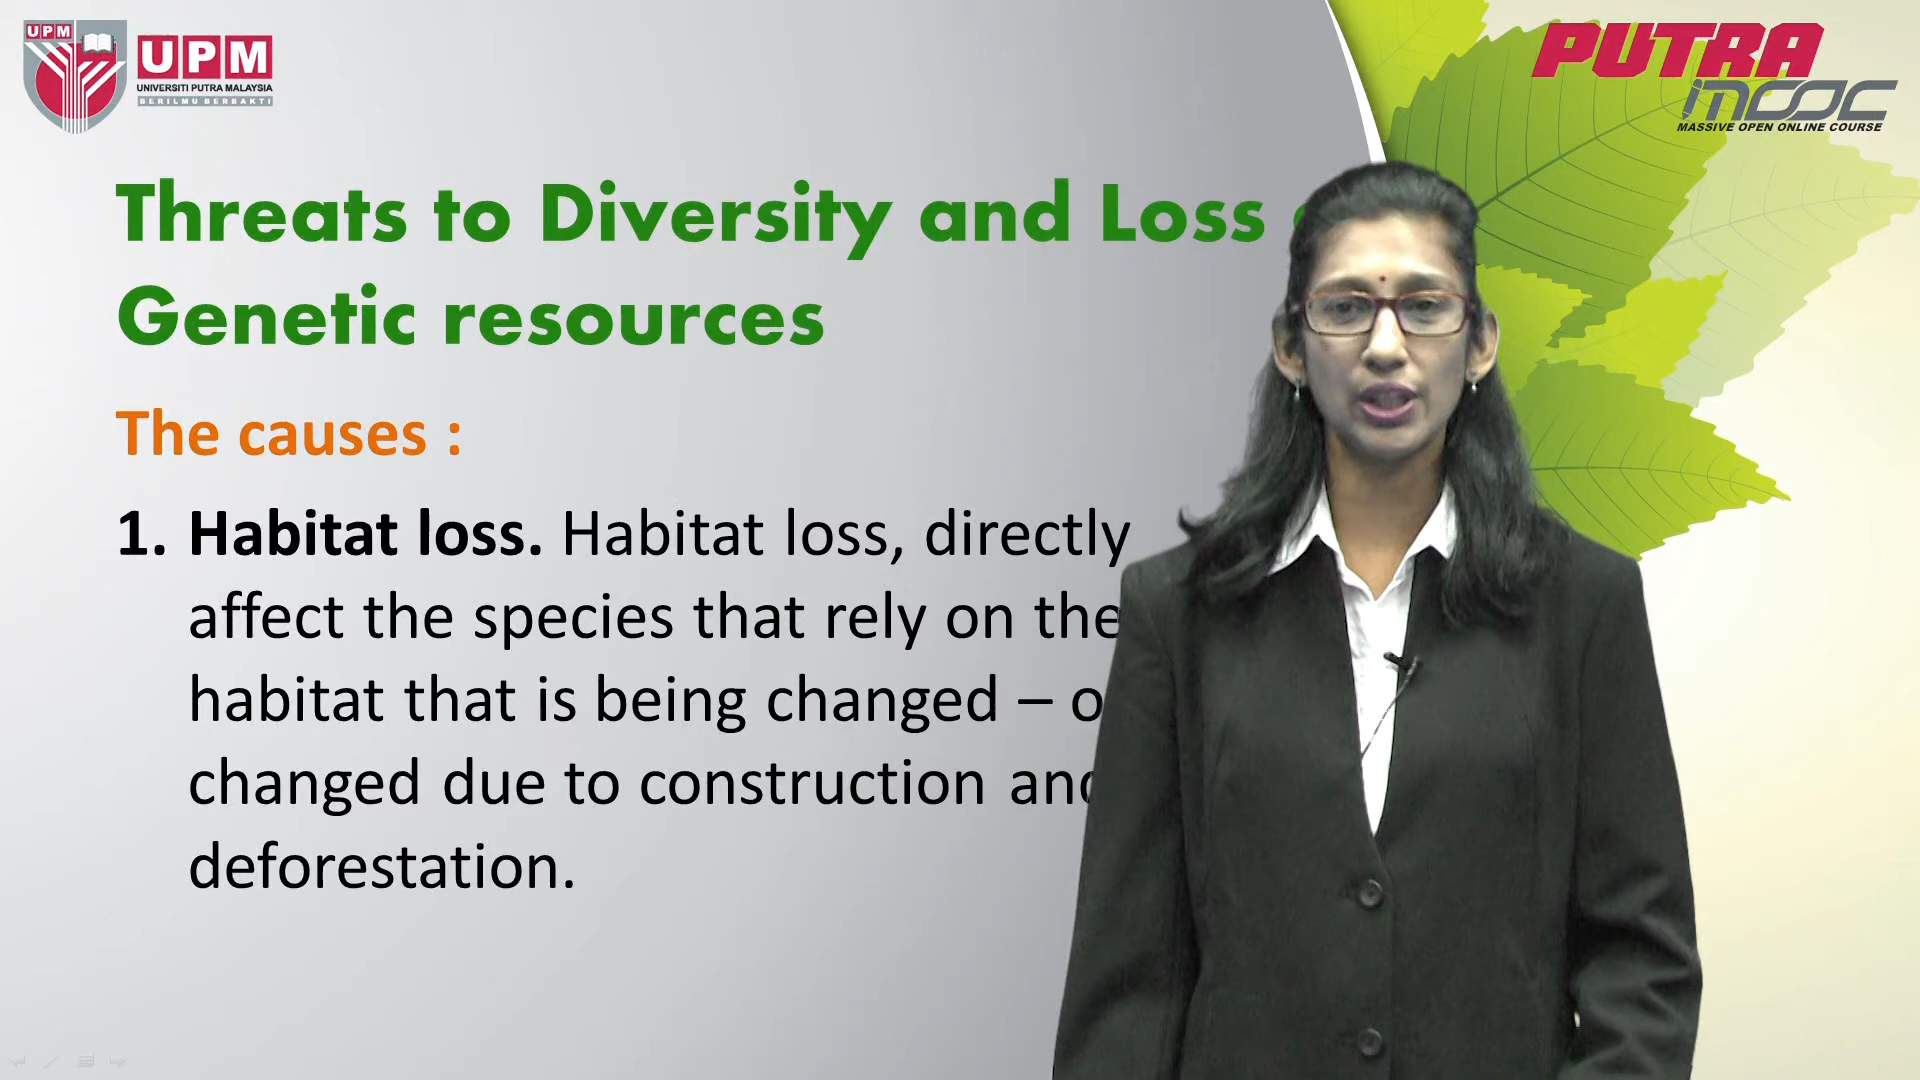 UPM
UPM
UNIVERSITI PUTRA MALAYSIA
BERILMU BERBAKTI
PUTRA
mooc
MASSIVE OPEN ONLINE COURSE
Threats to Diversity and Loss
Genetic resources
The causes :
1. Habitat loss. Habitat loss, directly
affect the species that rely on the
habitat that is being changed –
changed due to construction and
deforestation.